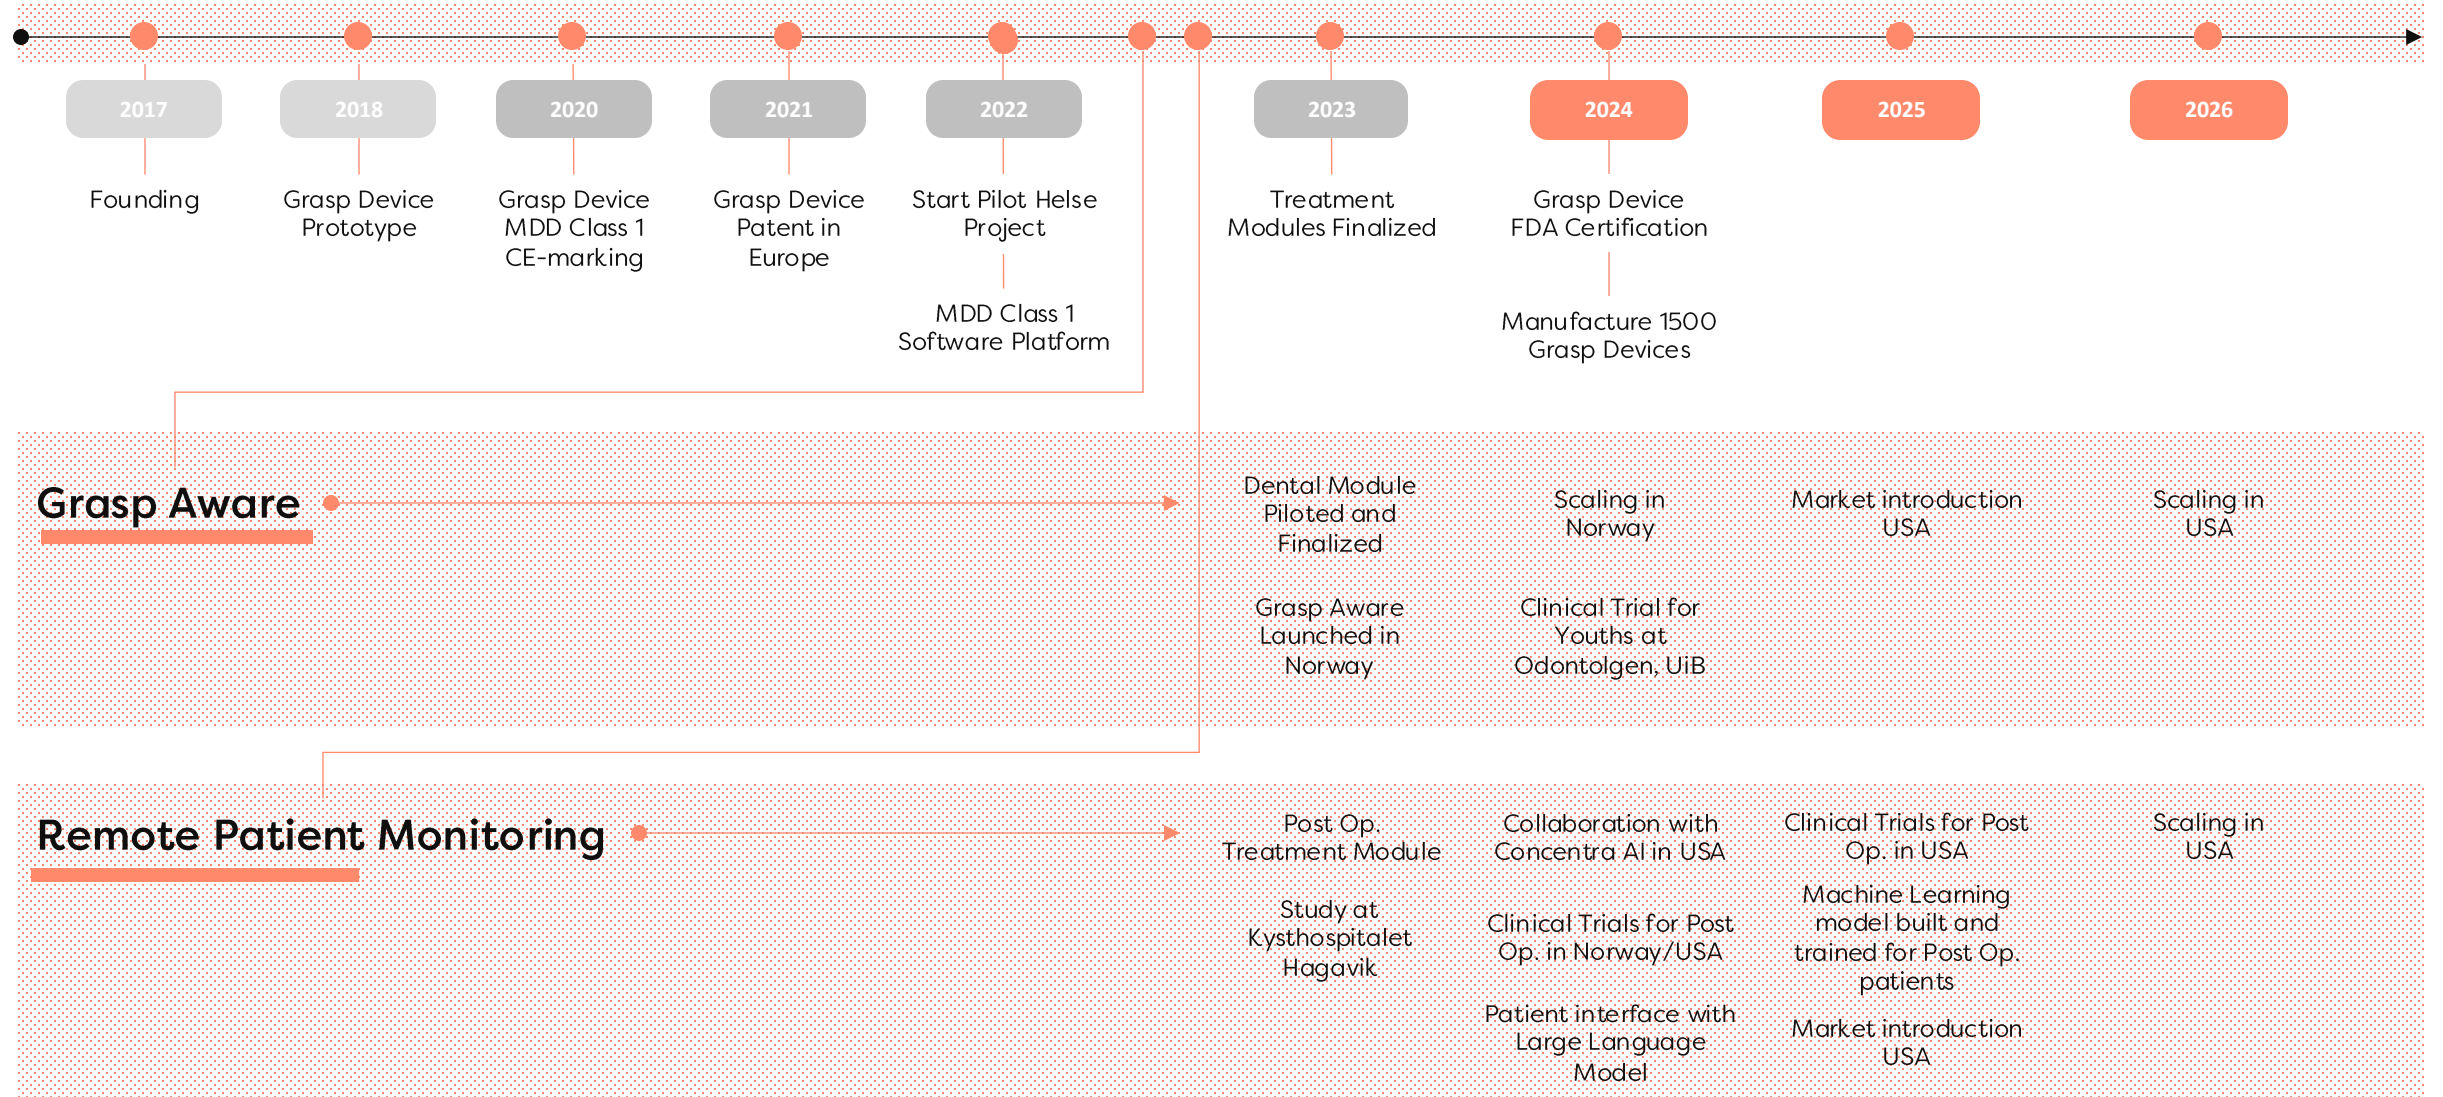 2017
2018
2020
2021
2022
2023
2024
2025
2026
Founding
Grasp Device
Prototype
Grasp Device
MDD Class 1
CE-marking
Grasp Device
Patent in
Europe
Start Pilot Helse
Project
MDD Class 1
Software Platform
Treatment
Modules Finalized
Grasp Device
FDA Certification
Manufacture 1500
Grasp Devices
Grasp Aware
Dental Module
Piloted and
Finalized
Grasp Aware
Launched in
Norway
Scaling in
Norway
Clinical Trial for
Youths at
Odontolgen, UiB
Market introduction
USA
Scaling in
USA
Remote Patient Monitoring
Post Op.
Treatment Module
Study at
Kysthospitalet
Hagavik
Collaboration with
Concentra AI in USA
Clinical Trials for Post
Op. in Norway/USA
Patient interface with
Large Language
Model
Clinical Trials for Post
Op. in USA
Machine Learning
model built and
trained for Post Op.
patients
Market introduction
USA
Scaling in
USA